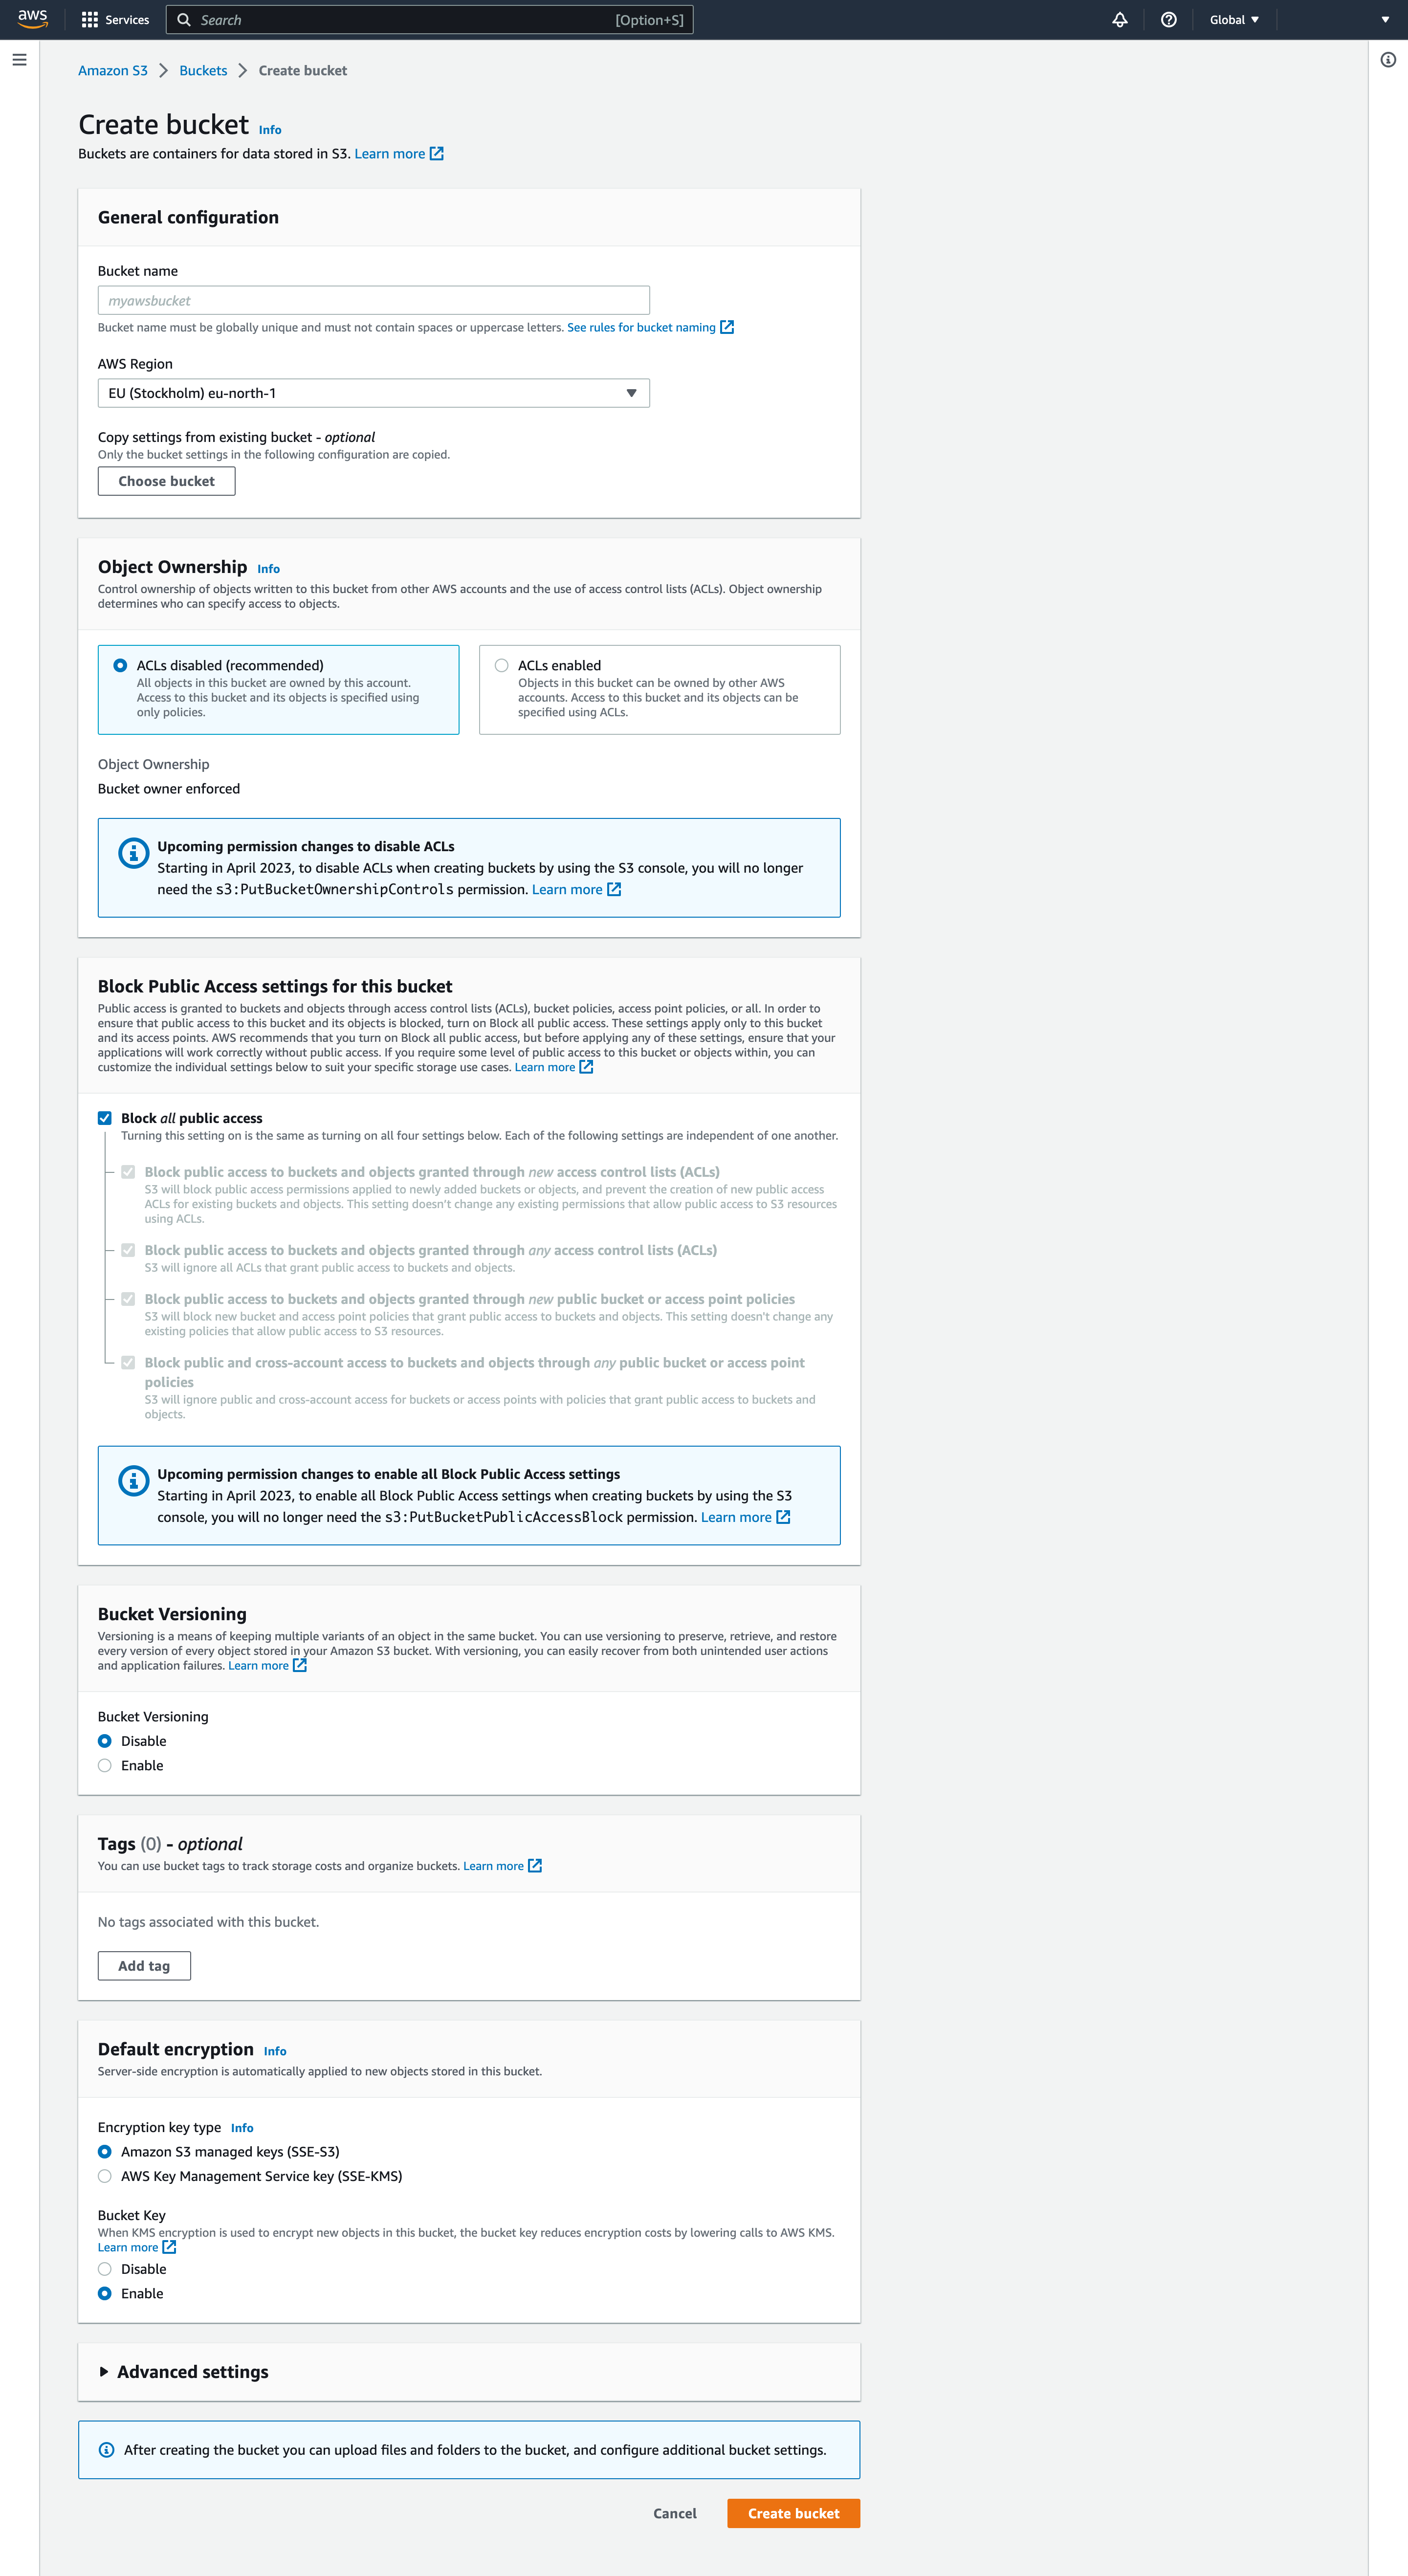 aws Services Search [Option+S] Global
Amazon S3 Buckets Create bucket
Create bucket Info
Buckets are containers for data stored in S3. Learn more
General configuration
Bucket name
myawsbucket
Bucket name must be globally unique and must not contain spaces or uppercase letters. See rules for bucket naming
AWS Region
EU (Stockholm) eu-north-1
Copy settings from existing bucket - optional
Only the bucket settings in the following configuration are copied.
Choose bucket
Object Ownership Info
Control ownership of objects written to this bucket from other AWS accounts and the use of access control lists (ACLs). Object ownership
determines who can specify access to objects.
ACLs disabled (recommended)
All objects in this bucket are owned by this account.
Access to this bucket and its objects is specified using
only policies.
ACLs enabled
Objects in this bucket can be owned by other AWS
accounts. Access to this bucket and its objects can be
specified using ACLs.
Object Ownership
Bucket owner enforced
Upcoming permission changes to disable ACLs
Starting in April 2023, to disable ACLs when creating buckets by using the S3 console, you will no longer
need the s3:PutBucketOwnershipControls permission. Learn more
Block Public Access settings for this bucket
Public access is granted to buckets and objects through access control lists (ACLs), bucket policies, access point policies, or all. In order to
ensure that public access to this bucket and its objects is blocked, turn on Block all public access. These settings apply only to this bucket
and its access points. AWS recommends that you turn on Block all public access, but before applying any of these settings, ensure that your
applications will work correctly without public access. If you require some level of public access to this bucket or objects within, you can
customize the individual settings below to suit your specific storage use cases. Learn more
Block all public access
Turning this setting on is the same as turning on all four settings below. Each of the following settings are independent of one another.
Block public access to buckets and objects granted through new access control lists (ACLs)
S3 will block public access permissions applied to newly added buckets or objects, and prevent the creation of new public access
ACLs for existing buckets and objects. This setting doesn't change any existing permissions that allow public access to S3 resources
using ACLs.
Block public access to buckets and objects granted through any access control lists (ACLs)
S3 will ignore all ACLs that grant public access to buckets and objects.
Block public access to buckets and objects granted through new public bucket or access point policies
S3 will block new bucket and access point policies that grant public access to buckets and objects. This setting doesn't change any
existing policies that allow public access to S3 resources.
Block public and cross-account access to buckets and objects through any public bucket or access point
policies
S3 will ignore public and cross-account access for buckets or access points with policies that grant public access to buckets and
objects.
Upcoming permission changes to enable all Block Public Access settings
Starting in April 2023, to enable all Block Public Access settings when creating buckets by using the S3
console, you will no longer need the s3:PutBucketPublicAccessBlock permission. Learn more
Bucket Versioning
Versioning is a means of keeping multiple variants of an object in the same bucket. You can use versioning to preserve, retrieve, and restore
every version of every object stored in your Amazon S3 bucket. With versioning, you can easily recover from both unintended user actions
and application failures. Learn more
Bucket Versioning
Disable
Enable
Tags (0) - optional
You can use bucket tags to track storage costs and organize buckets. Learn more
No tags associated with this bucket.
Add tag
Default encryption Info
Server-side encryption is automatically applied to new objects stored in this bucket.
Encryption key type Info
Amazon S3 managed keys (SSE-S3)
AWS Key Management Service key (SSE-KMS)
Bucket Key
When KMS encryption is used to encrypt new objects in this bucket, the bucket key reduces encryption costs by lowering calls to AWS KMS.
Learn more
Disable
Enable
Advanced settings
After creating the bucket you can upload files and folders to the bucket, and configure additional bucket settings.
Cancel Create bucket